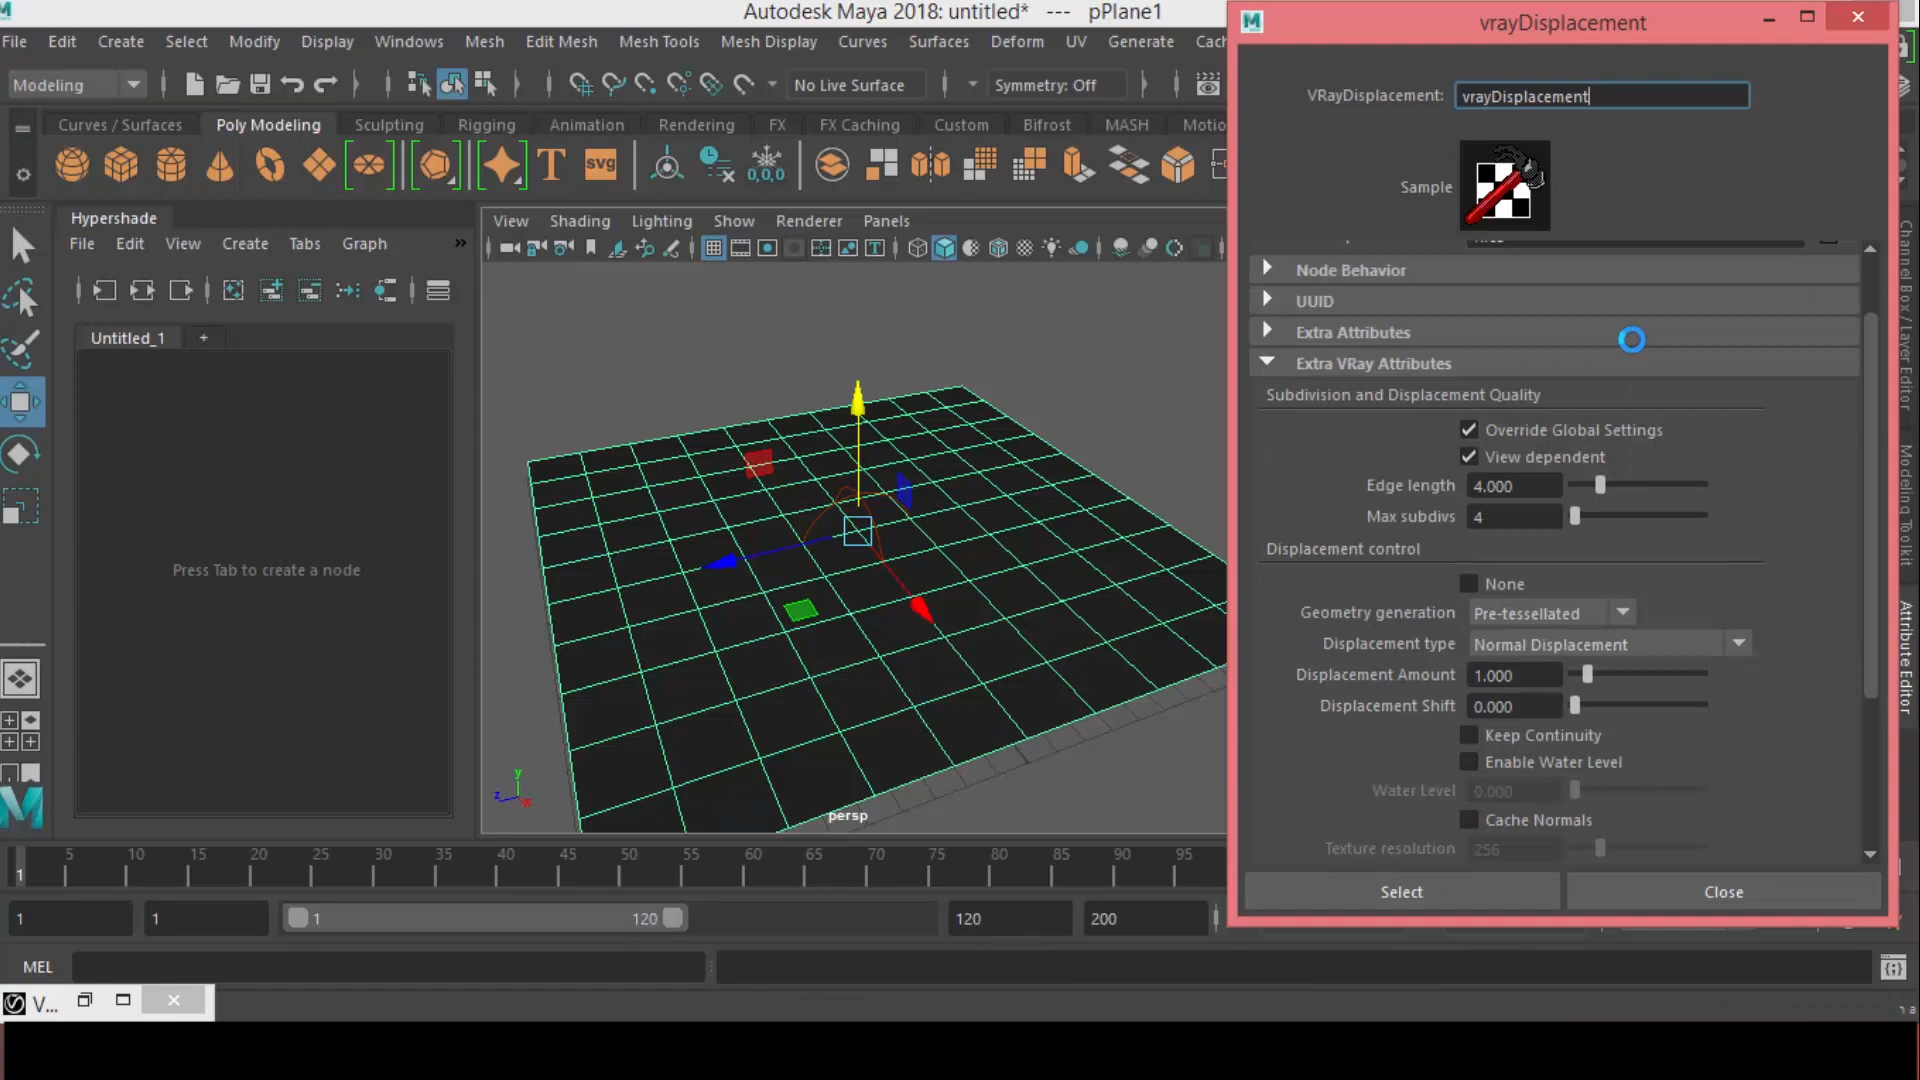 Autodesk Maya 2018: untitled* --- pPlane1
File Edit Create Select Modify Display Windows Mesh Edit Mesh Mesh Tools Mesh Display Curves Surfaces Deform UV Generate Cach
Modeling No Live Surface Symmetry: Off
Curves / Surfaces Poly Modeling Sculpting Rigging Animation Rendering FX FX Caching Custom Bifrost MASH Motio
T svg 0,0,0
Hypershade
File Edit View Create Tabs Graph »
Untitled_1 +
Press Tab to create a node
View Shading Lighting Show Renderer Panels
y
z x
persp
5 10 15 20 25 30 35 40 45 50 55 60 65 70 75 80 85 90 95
1
1 1 1 120 120 200
MEL
V...
vrayDisplacement
VRayDisplacement: vrayDisplacement
Sample
Node Behavior
UUID
Extra Attributes
Extra VRay Attributes
Subdivision and Displacement Quality
Override Global Settings
View dependent
Edge length 4.000
Max subdivs 4
Displacement control
None
Geometry generation Pre-tessellated
Displacement type Normal Displacement
Displacement Amount 1.000
Displacement Shift 0.000
Keep Continuity
Enable Water Level
Water Level 0.000
Cache Normals
Texture resolution 256
Select Close
Channel Box / Layer Editor
Modeling Toolkit
Attribute Editor